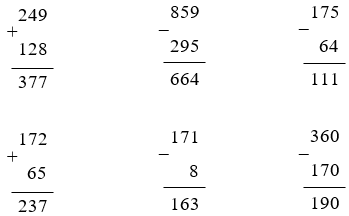 + 249 − 859 − 175
128 295 64
377 664 111
+ 172 − 171 − 360
65 8 170
237 163 190